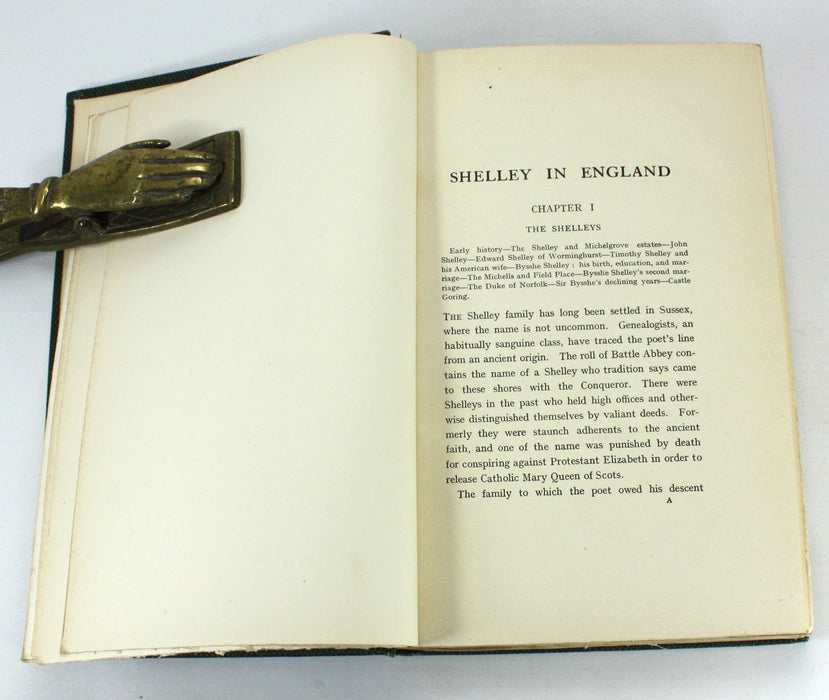 SHELLEY IN ENGLAND
CHAPTER I
THE SHELLEYS
Early history—The Shelley and Michelgrove estates—John
Shelley—Edward Shelley of Worminghurst—Timothy Shelley and
his American wife—Bysshe Shelley : his birth, education, and mar-
riage—The Michells and Field Place—Bysshe Shelley's second mar-
riage—The Duke of Norfolk—Sir Bysshe's declining years—Castle
Goring.
THE Shelley family has long been settled in Sussex,
where the name is not uncommon. Genealogists, an
habitually sanguine class, have traced the poet's line
from an ancient origin. The roll of Battle Abbey con-
tains the name of a Shelley who tradition says came
to these shores with the Conqueror. There were
Shelleys in the past who held high offices and other-
wise distinguished themselves by valiant deeds. For-
merly they were staunch adherents to the ancient
faith, and one of the name was punished by death
for conspiring against Protestant Elizabeth in order to
release Catholic Mary Queen of Scots.
The family to which the poet owed his descent
A